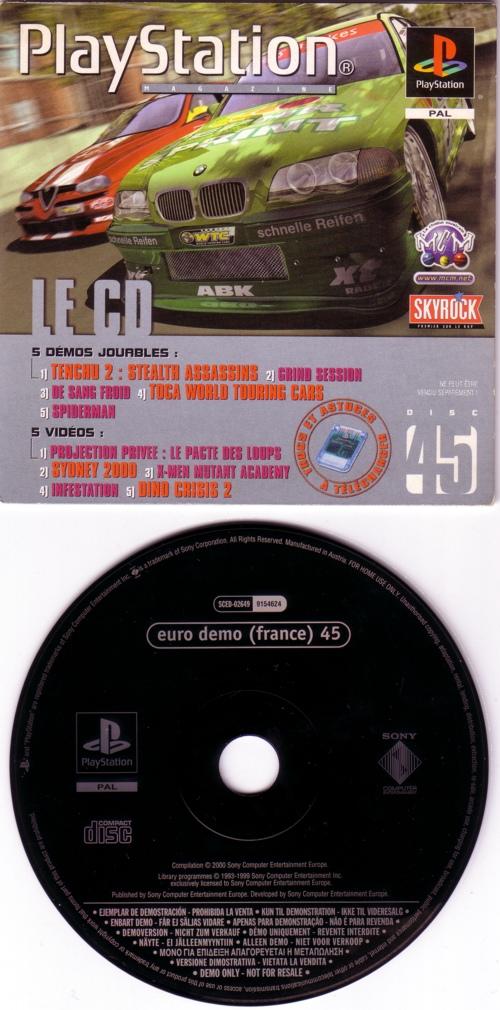 PlayStation®
MAGAZINE
PlayStation
PAL
schnelle Reifen
WTC
schnelle Reifen
ABK
MCM
www.mcm.net
SKYROCK
PREMIER SUR LE RAP
LE CD
5 DÉMOS JOUABLES :
1) TENCHU 2 : STEALTH ASSASSINS 2) GRIND SESSION
3) DE SANG FROID 4) TOCA WORLD TOURING CARS
5) SPIDERMAN
NE PEUT ÊTRE
VENDU SÉPARÉMENT !
5 VIDÉOS :
1) PROJECTION PRIVEE : LE PACTE DES LOUPS
2) SYDNEY 2000 3) X-MEN MUTANT ACADEMY
4) INFESTATION 5) DINO CRISIS 2
TRUCS ET ASTUCES
À TÉLÉCHARGER
DISC
45
SCED-02649 9154624
euro demo (france) 45
PlayStation
PAL
SONY
COMPUTER
ENTERTAINMENT
COMPACT
disc
Compilation © 2000 Sony Computer Entertainment Europe.
Library programmes © 1993-1999 Sony Computer Entertainment Inc.
exclusively licensed to Sony Computer Entertainment Europe.
Published by Sony Computer Entertainment Europe. Developed by Sony Computer Entertainment Europe.
• EJEMPLAR DE DEMOSTRACIÓN - PROHIBIDA LA VENTA • KUN TIL DEMONSTRATION - IKKE TIL VIDERESALG •
• ENBART DEMO - FÅR EJ SÄLJAS VIDARE • APENAS PARA DEMONSTRAÇÃO - NÃO É PARA REVENDA •
• DEMOVERSION - NICHT ZUM VERKAUF • DÉMO UNIQUEMENT - REVENTE INTERDITE •
• NÄYTE - EI JÄLLEENMYYNTIIN • ALLEEN DEMO - NIET VOOR VERKOOP •
• ΜΟΝΟ ΓΙΑ ΕΠΙΔΕΙΞΗ ΑΠΑΓΟΡΕΥΕΤΑΙ Η ΜΕΤΑΠΩΛΗΣΗ •
• VERSIONE DIMOSTRATIVA - VIETATA LA VENDITA •
• DEMO ONLY - NOT FOR RESALE •